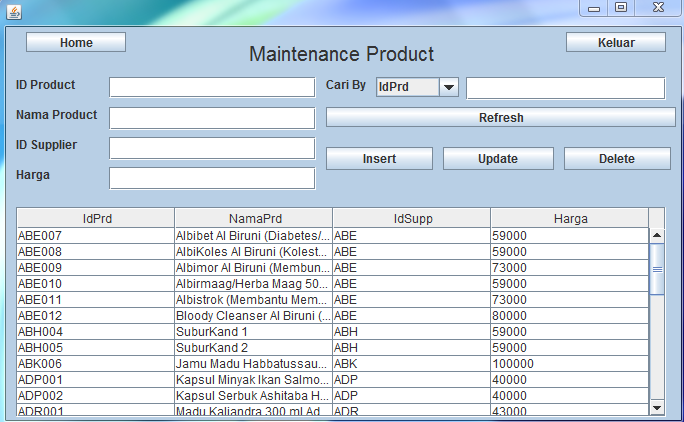 Home
Maintenance Product
Keluar
ID Product
Cari By IdPrd
Nama Product
Refresh
ID Supplier
Insert Update Delete
Harga
IdPrd NamaPrd IdSupp Harga
ABE007 Albibet Al Biruni (Diabetes/... ABE 59000
ABE008 AlbiKoles Al Biruni (Kolest... ABE 59000
ABE009 Albimor Al Biruni (Membun... ABE 73000
ABE010 Albirmaag/Herba Maag 50... ABE 59000
ABE011 Albistrok (Membantu Mem... ABE 73000
ABE012 Bloody Cleanser Al Biruni (... ABE 80000
ABH004 SuburKand 1 ABH 59000
ABH005 SuburKand 2 ABH 59000
ABK006 Jamu Madu Habbatussau... ABK 100000
ADP001 Kapsul Minyak Ikan Salmo... ADP 40000
ADP002 Kapsul Serbuk Ashitaba H... ADP 40000
ADR001 Madu Kaliandra 300 ml Ad... ADR 43000